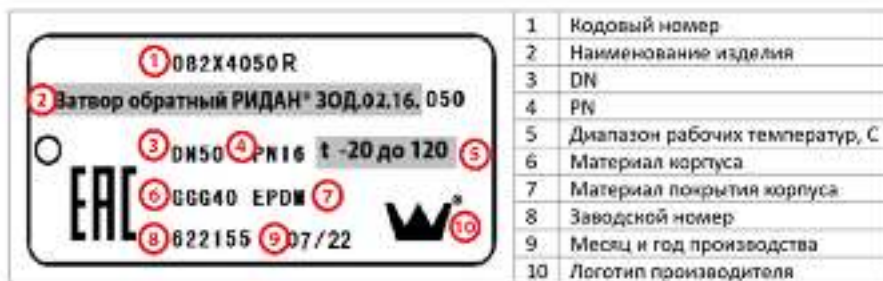 1 082X4050R
2 Затвор обратный РИДАН® ЗОД.02.16. 050
3 DN50 4 PN16 t -20 до 120 5
EAC
6 GGG40 EPDM 7
8 622155 9 07/22
® 10
1 Кодовый номер
2 Наименование изделия
3 DN
4 PN
5 Диапазон рабочих температур, С
6 Материал корпуса
7 Материал покрытия корпуса
8 Заводской номер
9 Месяц и год производства
10 Логотип производителя